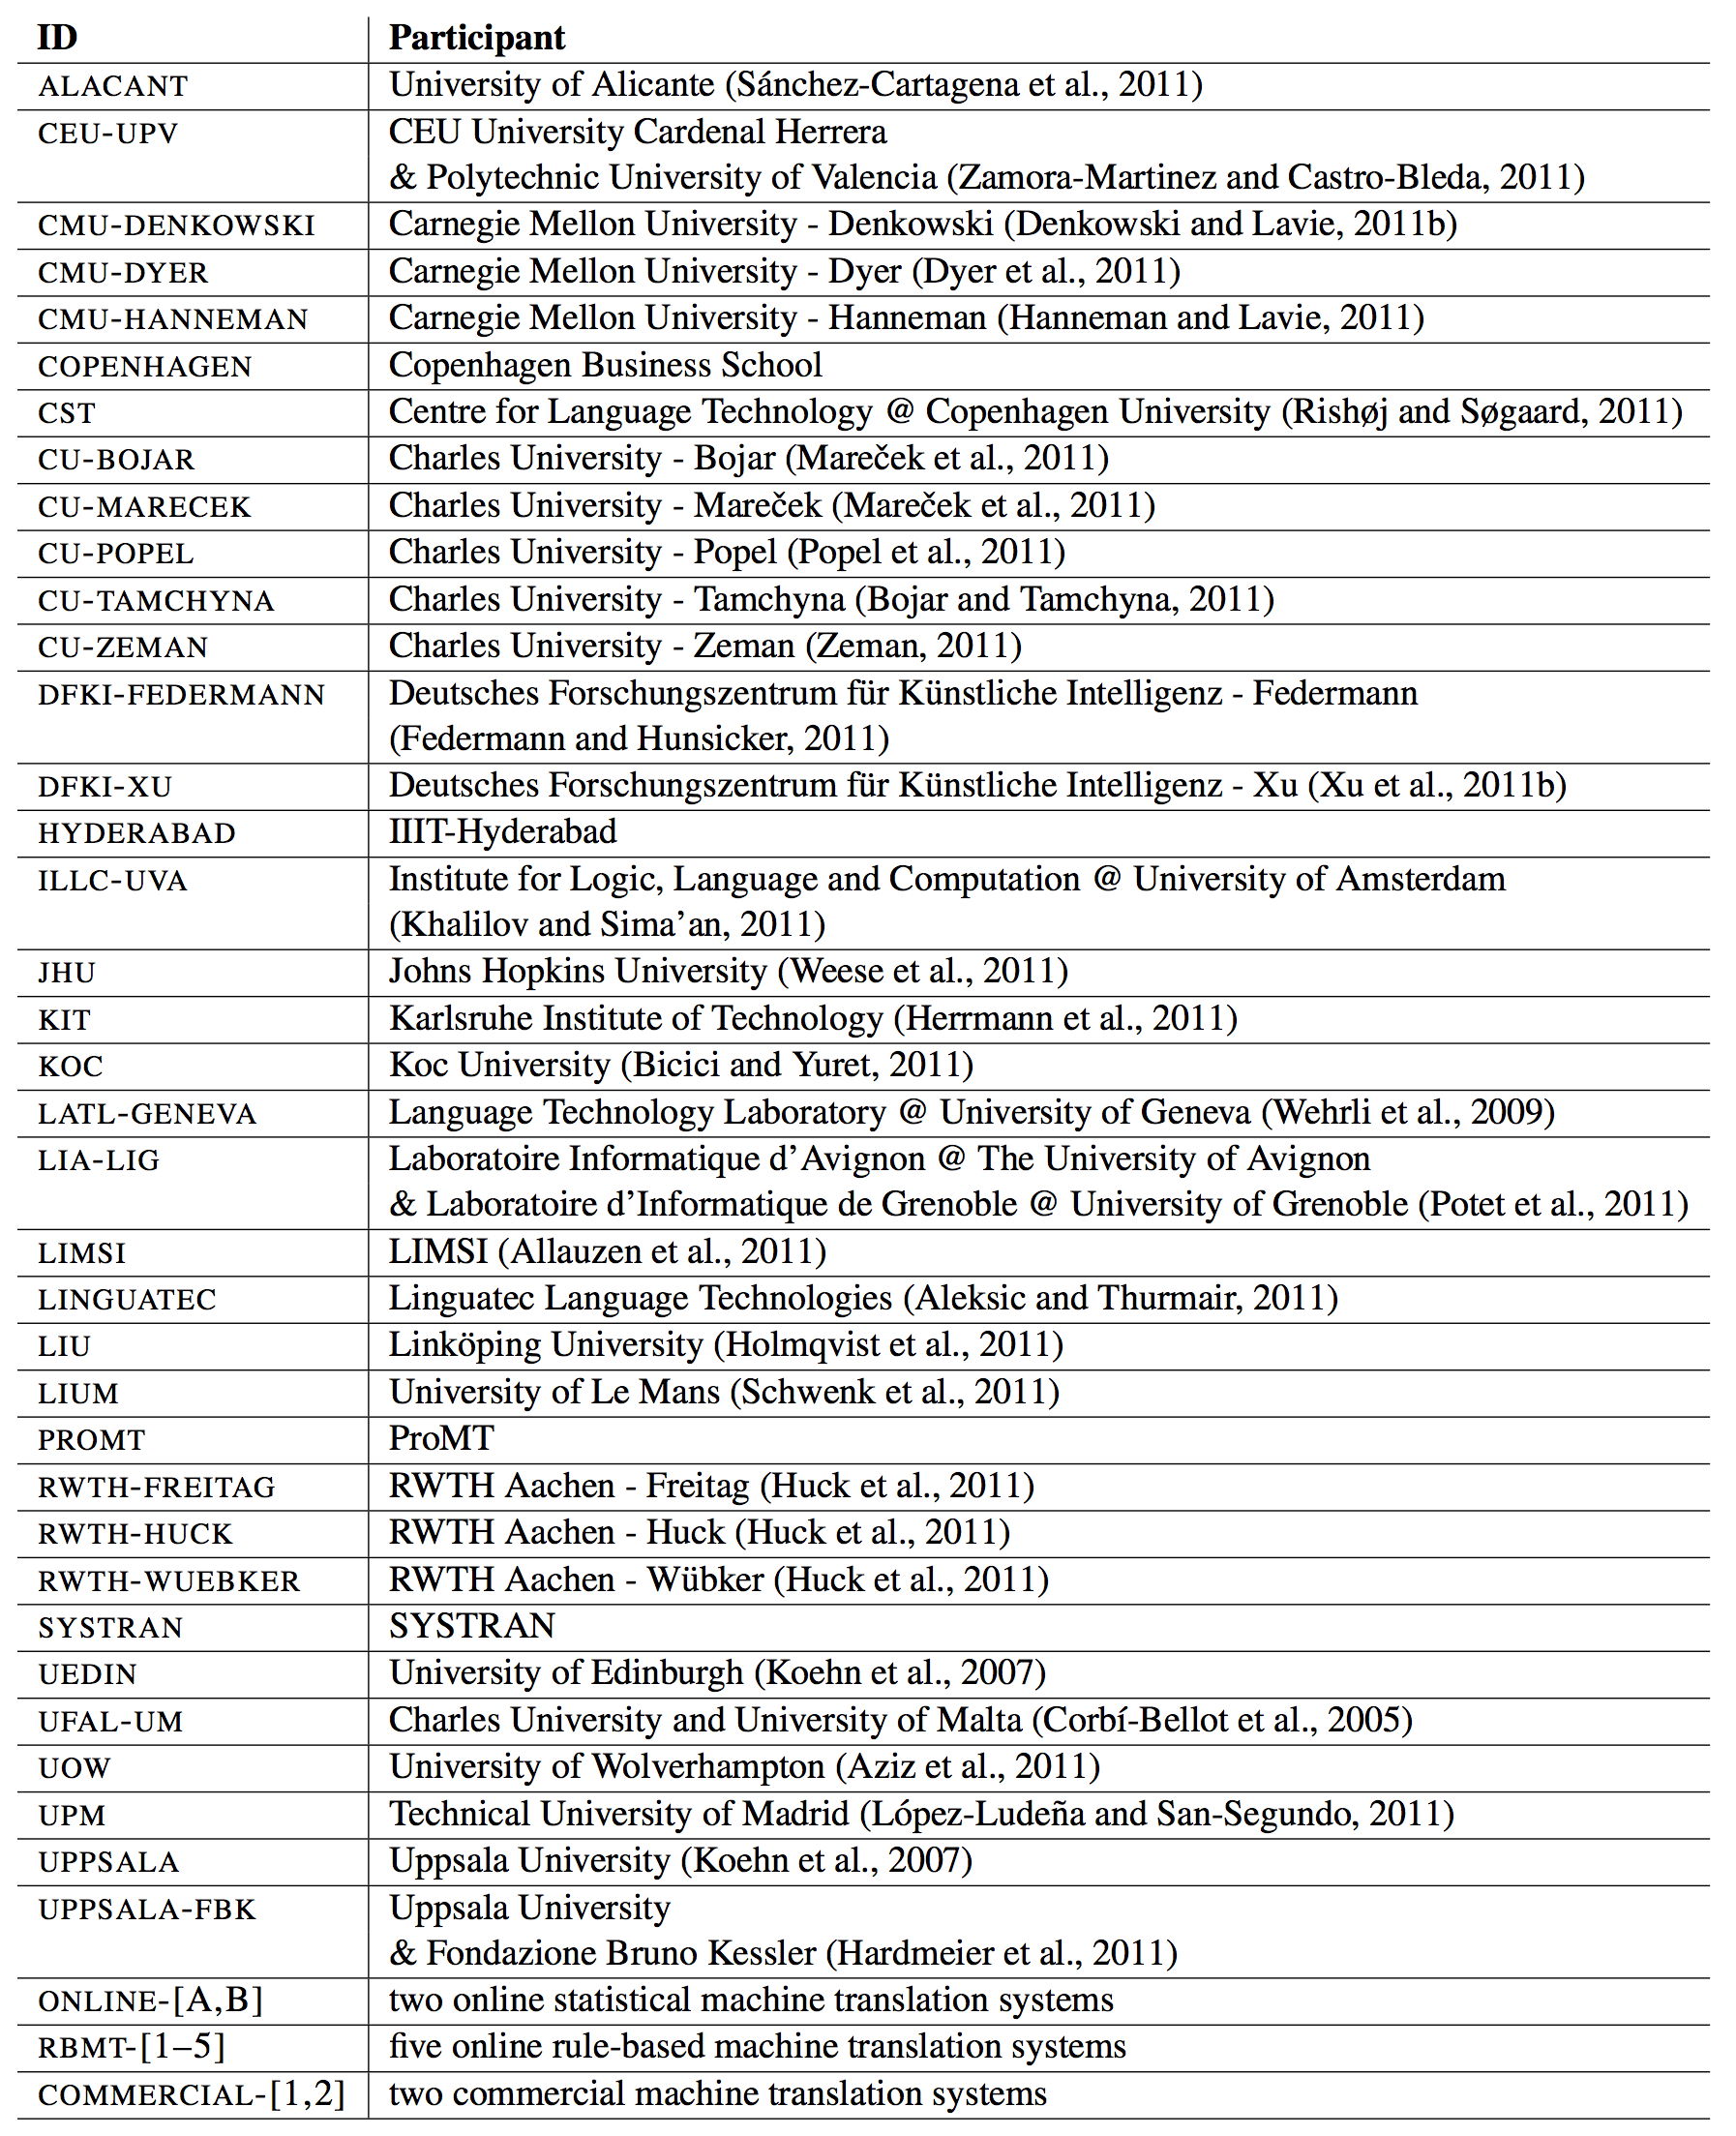 ID Participant
ALACANT University of Alicante (Sánchez-Cartagena et al., 2011)
CEU-UPV CEU University Cardenal Herrera
& Polytechnic University of Valencia (Zamora-Martinez and Castro-Bleda, 2011)
CMU-DENKOWSKI Carnegie Mellon University - Denkowski (Denkowski and Lavie, 2011b)
CMU-DYER Carnegie Mellon University - Dyer (Dyer et al., 2011)
CMU-HANNEMAN Carnegie Mellon University - Hanneman (Hanneman and Lavie, 2011)
COPENHAGEN Copenhagen Business School
CST Centre for Language Technology @ Copenhagen University (Rishøj and Søgaard, 2011)
CU-BOJAR Charles University - Bojar (Mareček et al., 2011)
CU-MARECEK Charles University - Mareček (Mareček et al., 2011)
CU-POPEL Charles University - Popel (Popel et al., 2011)
CU-TAMCHYNA Charles University - Tamchyna (Bojar and Tamchyna, 2011)
CU-ZEMAN Charles University - Zeman (Zeman, 2011)
DFKI-FEDERMANN Deutsches Forschungszentrum für Künstliche Intelligenz - Federmann
(Federmann and Hunsicker, 2011)
DFKI-XU Deutsches Forschungszentrum für Künstliche Intelligenz - Xu (Xu et al., 2011b)
HYDERABAD IIIT-Hyderabad
ILLC-UVA Institute for Logic, Language and Computation @ University of Amsterdam
(Khalilov and Sima’an, 2011)
JHU Johns Hopkins University (Weese et al., 2011)
KIT Karlsruhe Institute of Technology (Herrmann et al., 2011)
KOC Koc University (Bicici and Yuret, 2011)
LATL-GENEVA Language Technology Laboratory @ University of Geneva (Wehrli et al., 2009)
LIA-LIG Laboratoire Informatique d’Avignon @ The University of Avignon
& Laboratoire d’Informatique de Grenoble @ University of Grenoble (Potet et al., 2011)
LIMSI LIMSI (Allauzen et al., 2011)
LINGUATEC Linguatec Language Technologies (Aleksic and Thurmair, 2011)
LIU Linköping University (Holmqvist et al., 2011)
LIUM University of Le Mans (Schwenk et al., 2011)
PROMT ProMT
RWTH-FREITAG RWTH Aachen - Freitag (Huck et al., 2011)
RWTH-HUCK RWTH Aachen - Huck (Huck et al., 2011)
RWTH-WUEBKER RWTH Aachen - Wübker (Huck et al., 2011)
SYSTRAN SYSTRAN
UEDIN University of Edinburgh (Koehn et al., 2007)
UFAL-UM Charles University and University of Malta (Corbí-Bellot et al., 2005)
UOW University of Wolverhampton (Aziz et al., 2011)
UPM Technical University of Madrid (López-Ludeña and San-Segundo, 2011)
UPPSALA Uppsala University (Koehn et al., 2007)
UPPSALA-FBK Uppsala University
& Fondazione Bruno Kessler (Hardmeier et al., 2011)
ONLINE-[A,B] two online statistical machine translation systems
RBMT-[1–5] five online rule-based machine translation systems
COMMERCIAL-[1,2] two commercial machine translation systems